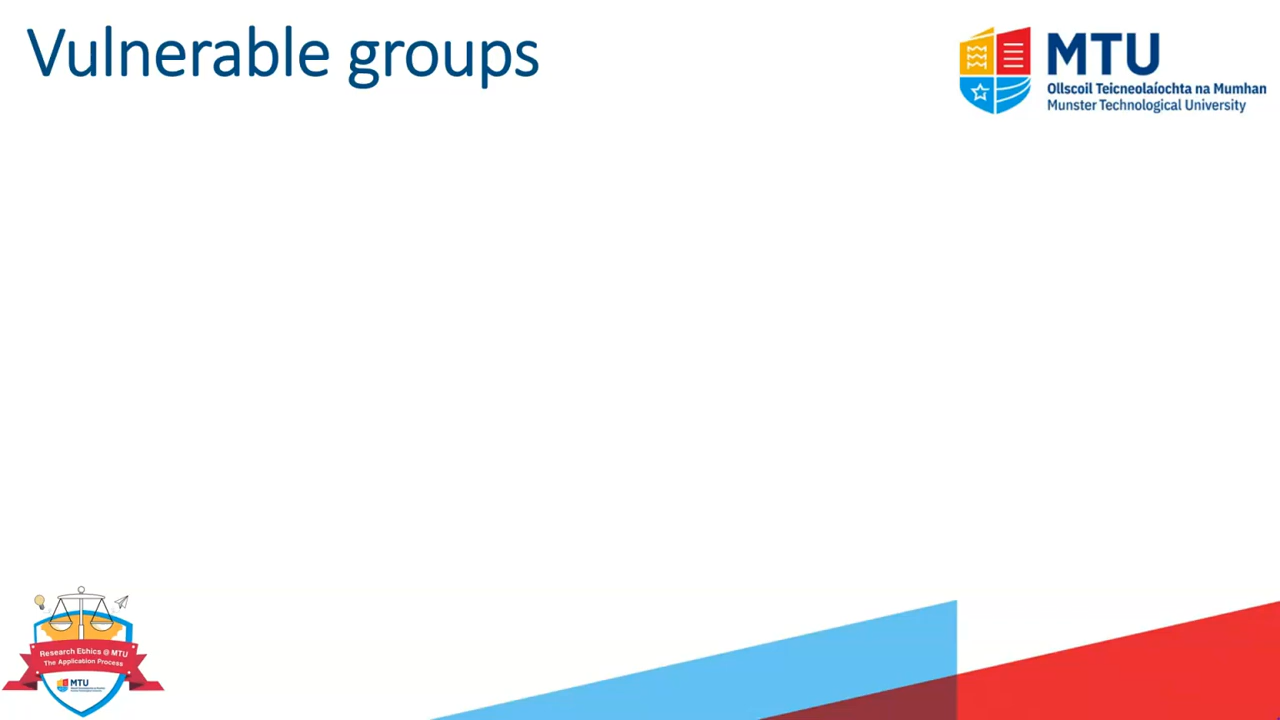 Vulnerable groups
MTU
Ollscoil Teicneolaíochta na Mumhan
Munster Technological University
Research Ethics @ MTU
The Application Process
MTU